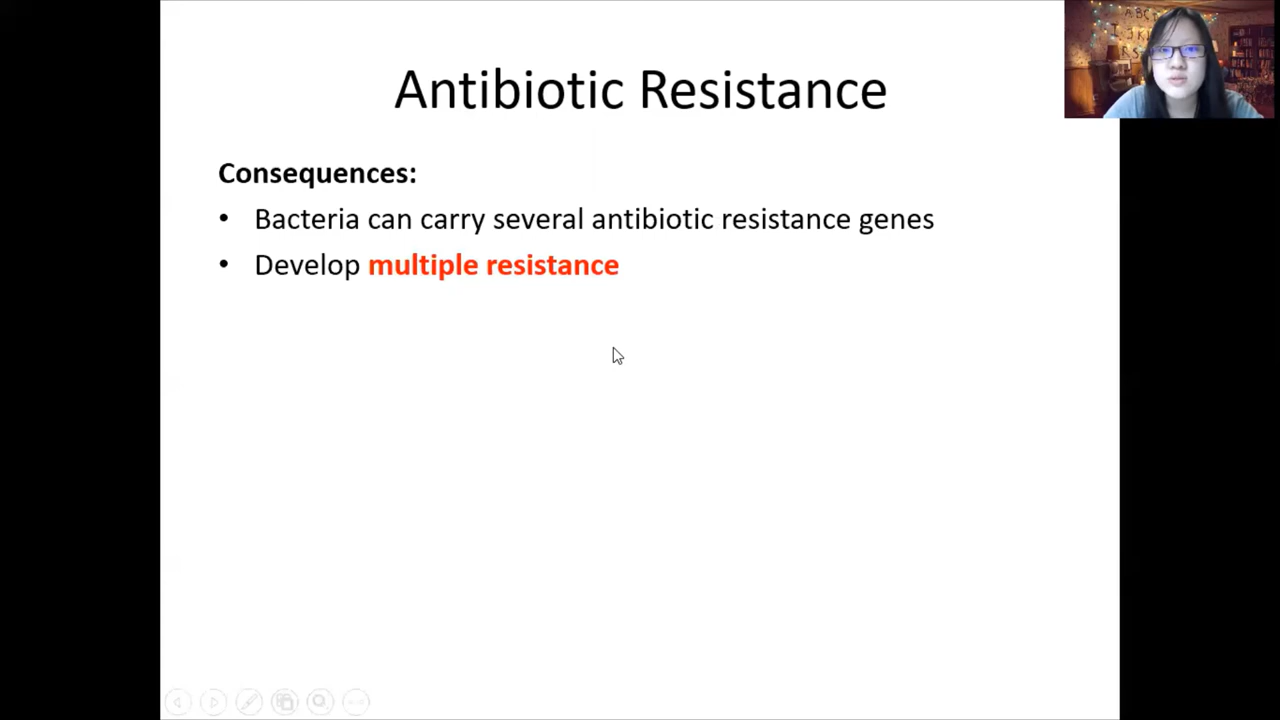 Antibiotic Resistance
Consequences:
• Bacteria can carry several antibiotic resistance genes
• Develop multiple resistance